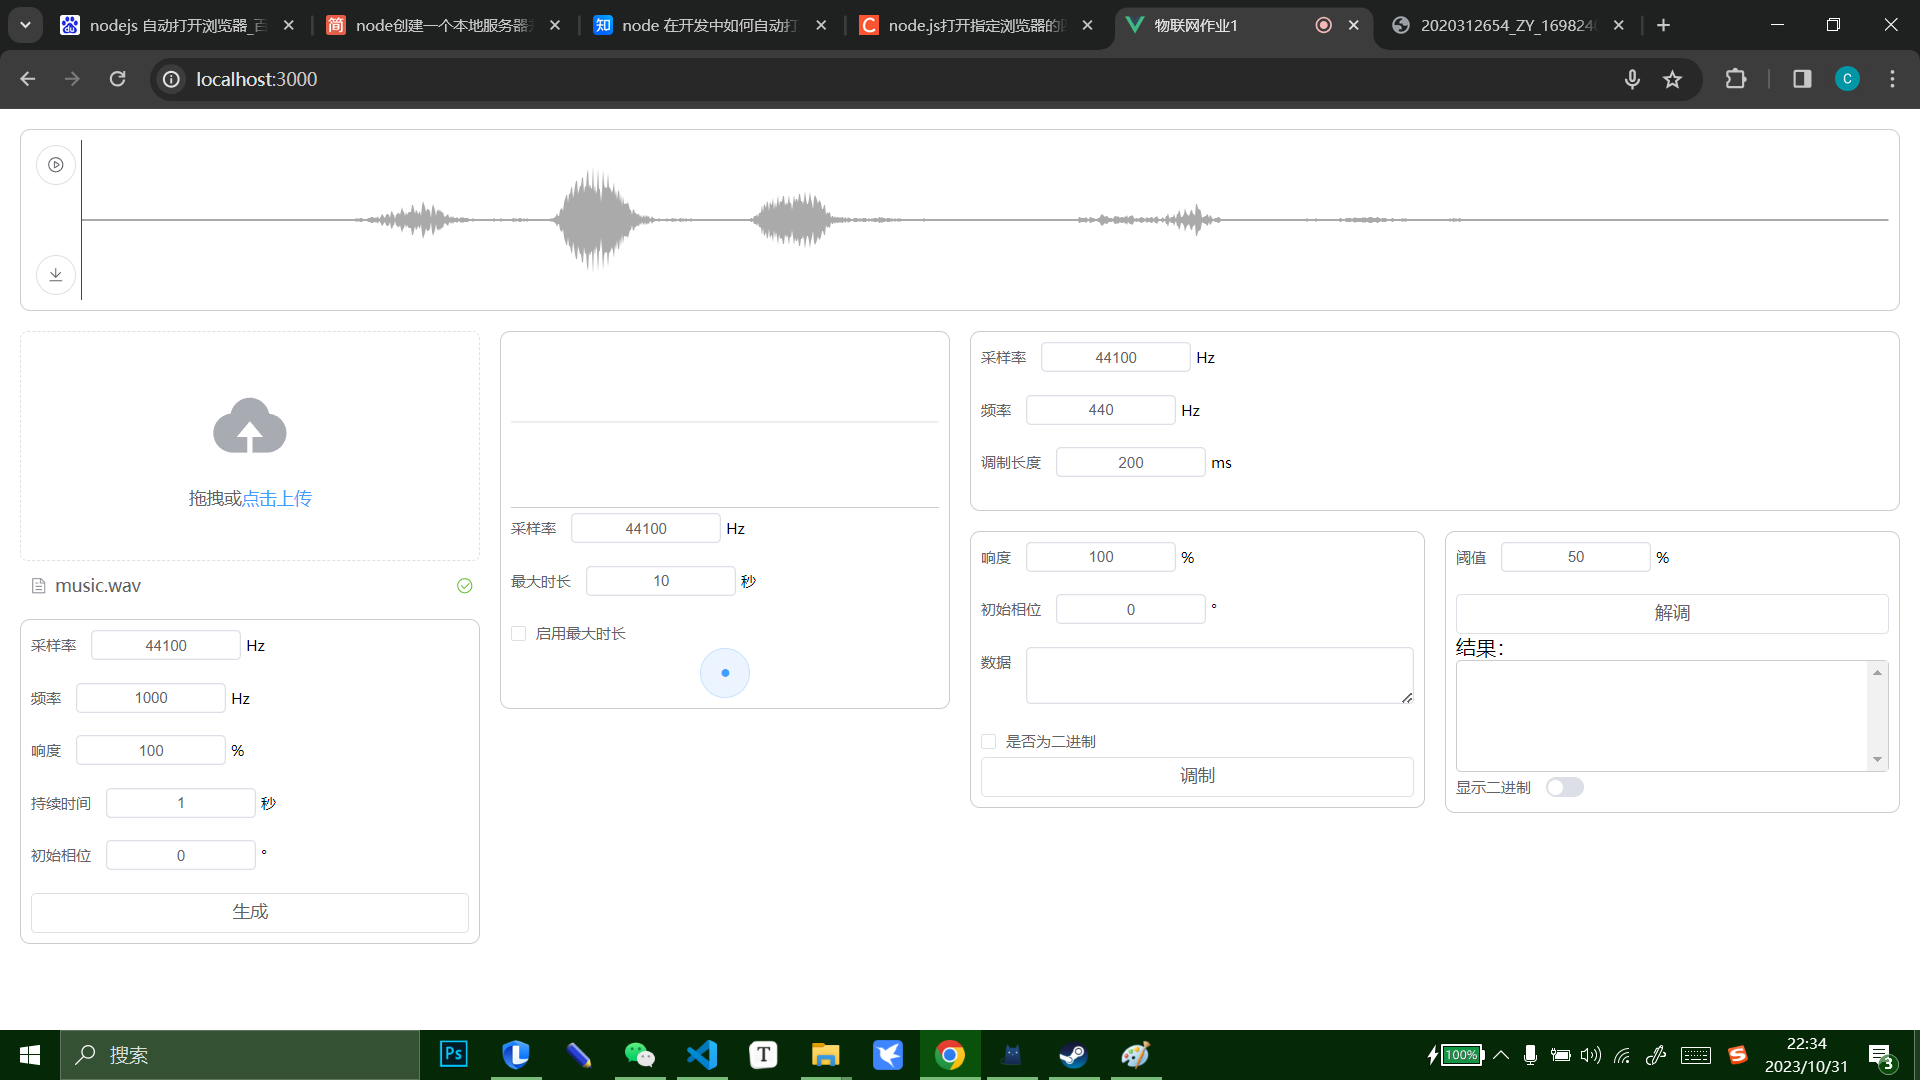 nodejs 自动打开浏览器_百
node创建一个本地服务器
node 在开发中如何自动打
node.js打开指定浏览器的
物联网作业1
2020312654_ZY_169824
localhost:3000
C
拖拽或点击上传
music.wav
采样率 44100 Hz
频率 1000 Hz
响度 100 %
持续时间 1 秒
初始相位 0 °
生成
采样率 44100 Hz
最大时长 10 秒
启用最大时长
采样率 44100 Hz
频率 440 Hz
调制长度 200 ms
响度 100 %
初始相位 0 °
数据
是否为二进制
调制
阈值 50 %
解调
结果：
显示二进制
搜索
Ps
T
100%
22:34
2023/10/31
3